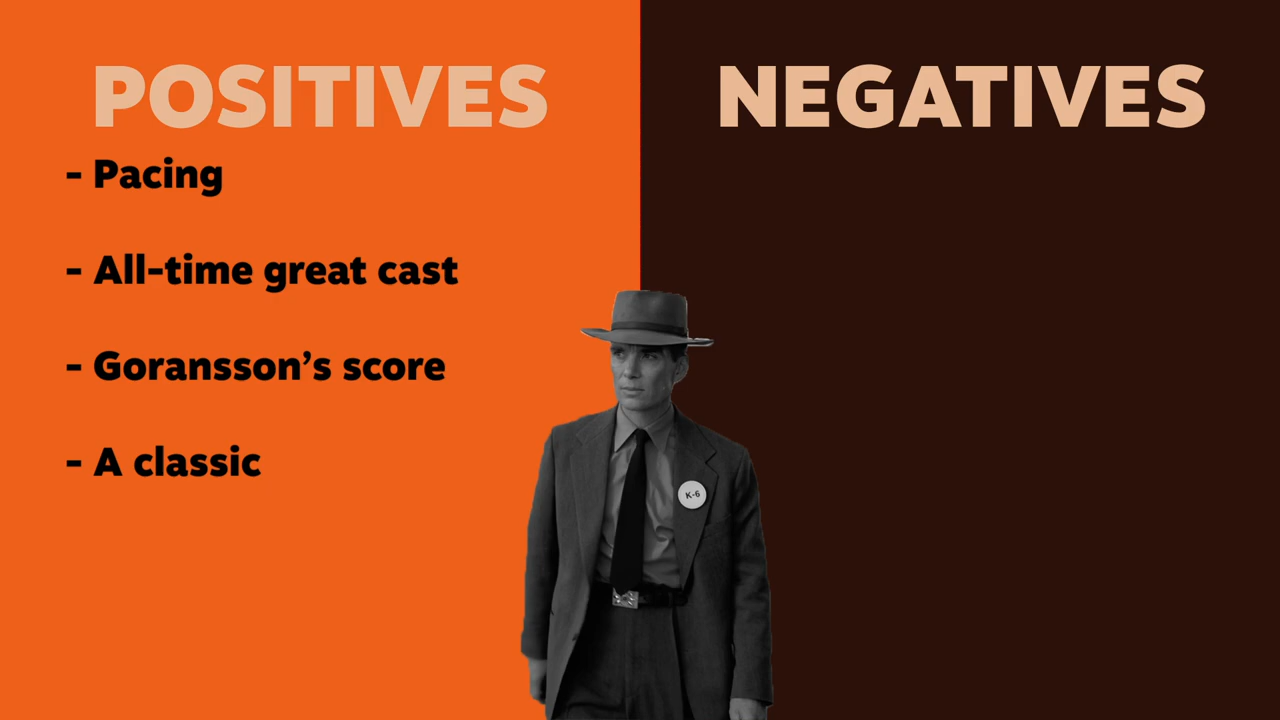 POSITIVES
- Pacing
- All-time great cast
- Goransson’s score
- A classic
NEGATIVES
K-6